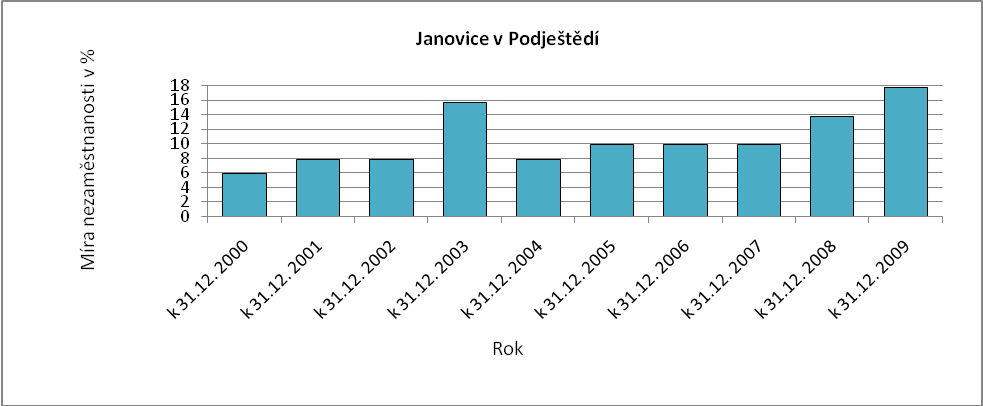 Janovice v Podještědí
Míra nezaměstnanosti v %
18
16
14
12
10
8
6
4
2
0
k 31.12. 2000
k 31.12. 2001
k 31.12. 2002
k 31.12. 2003
k 31.12. 2004
k 31.12. 2005
k 31.12. 2006
k 31.12. 2007
k 31.12. 2008
k 31.12. 2009
Rok